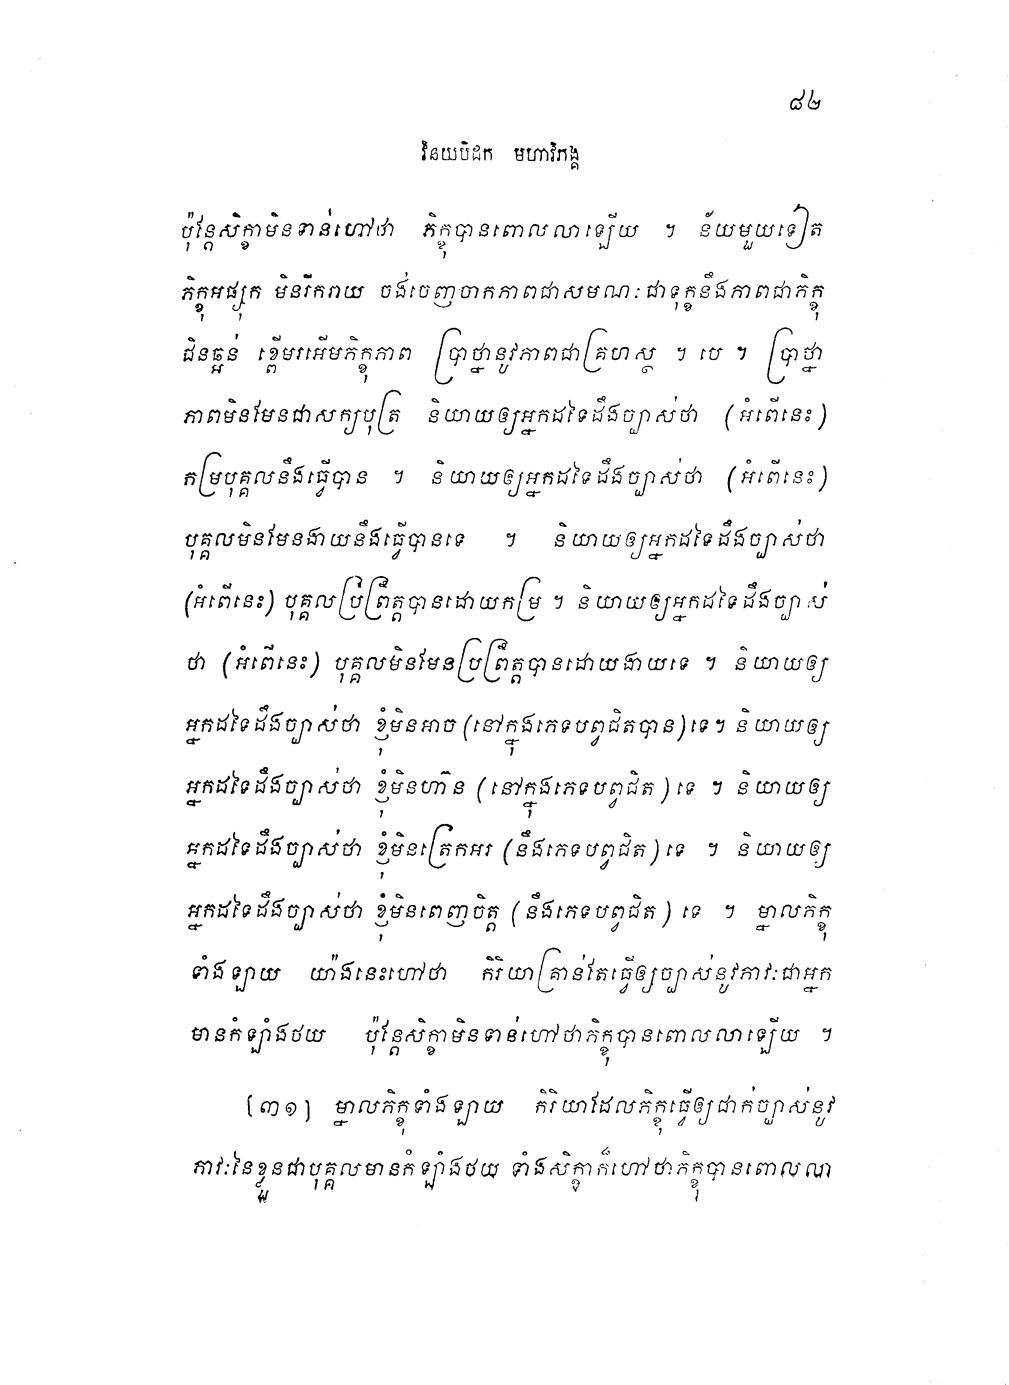 ៨២
វិនយបិដក មហាវិភង្គ
ប៉ុន្តែសិក្ខាមិនទាន់ហៅថា ភិក្ខុបានពោលលាឡើយ ។ ន័យមួយទៀត
ភិក្ខុអផ្សុក មិនរីករាយ ចង់ចេញចាកភាពជាសមណៈ ជាទុក្ខនឹងភាពជាភិក្ខុ
ជិនឆ្អន់ ខ្ពើមរអើមភិក្ខុភាព ប្រាថ្នានូវភាពជាគ្រហស្ថ ។ បេ ។ ប្រាថ្នា
ភាពមិនមែនជាសក្យបុត្រ និយាយឲ្យអ្នកដទៃដឹងច្បាស់ថា (អំពើនេះ)
កម្របុគ្គលនឹងធ្វើបាន ។ និយាយឲ្យអ្នកដទៃដឹងច្បាស់ថា (អំពើនេះ)
បុគ្គលមិនមែនងាយនឹងធ្វើបានទេ ។ និយាយឲ្យអ្នកដទៃដឹងច្បាស់ថា
(អំពើនេះ) បុគ្គលប្រព្រឹត្តបានដោយកម្រ ។ និយាយឲ្យអ្នកដទៃដឹងច្បាស់
ថា (អំពើនេះ) បុគ្គលមិនមែនប្រព្រឹត្តបានដោយងាយទេ ។ និយាយឲ្យ
អ្នកដទៃដឹងច្បាស់ថា ខ្ញុំមិនអាច (នៅក្នុងភេទបព្វជិតបាន) ទេ។ និយាយឲ្យ
អ្នកដទៃដឹងច្បាស់ថា ខ្ញុំមិនហ៊ាន (នៅក្នុងភេទបព្វជិត) ទេ ។ និយាយឲ្យ
អ្នកដទៃដឹងច្បាស់ថា ខ្ញុំមិនត្រេកអរ (នឹងភេទបព្វជិត) ទេ ។ និយាយឲ្យ
អ្នកដទៃដឹងច្បាស់ថា ខ្ញុំមិនពេញចិត្ត (នឹងភេទបព្វជិត) ទេ ។ ម្នាលភិក្ខុ
ទាំងឡាយ យ៉ាងនេះហៅថា កិរិយាគ្រាន់តែធ្វើឲ្យច្បាស់នូវភាវៈជាអ្នក
មានកំឡាំងថយ ប៉ុន្តែសិក្ខាមិនទាន់ហៅថាភិក្ខុបានពោលលាឡើយ ។
[៣១] ម្នាលភិក្ខុទាំងឡាយ កិរិយាដែលភិក្ខុធ្វើឲ្យជាក់ច្បាស់នូវ
ភាវៈនៃខ្លួនជាបុគ្គលមានកំឡាំងថយ ទាំងសិក្ខាក៏ហៅថាភិក្ខុបានពោលលា